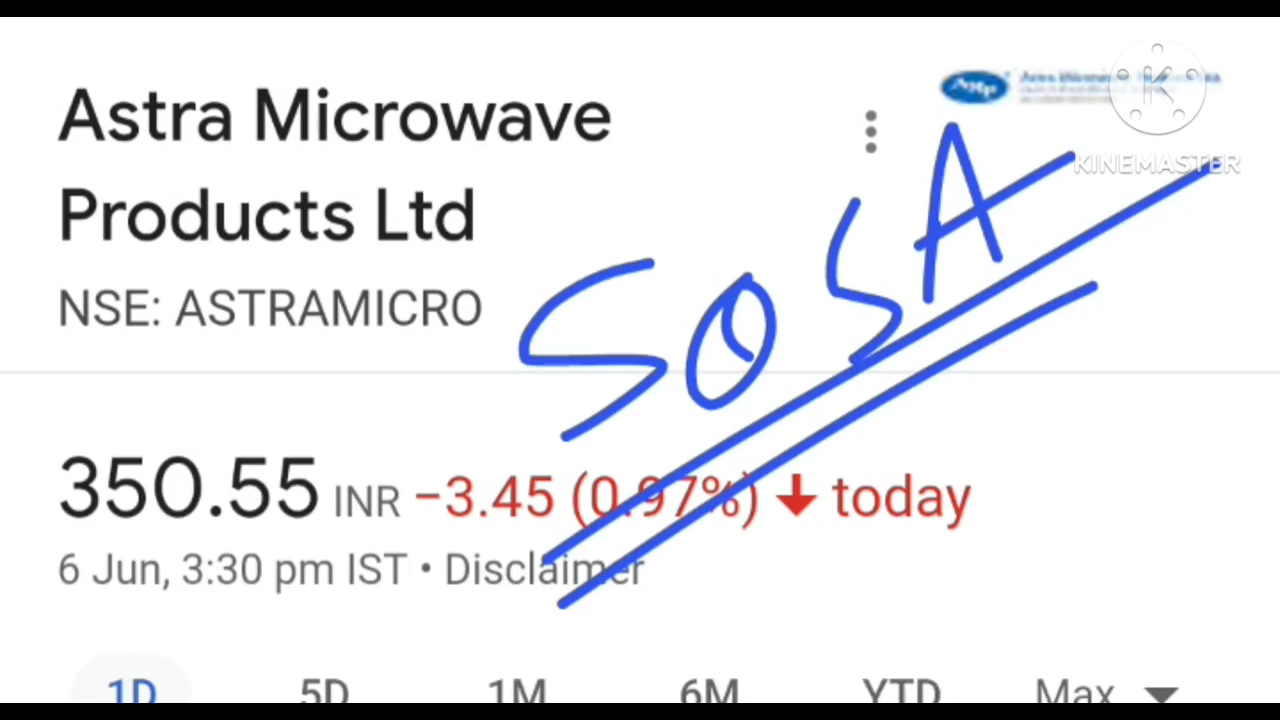 Astra Microwave
Products Ltd
NSE: ASTRAMICRO
KINEMASTER
SOSA
350.55 INR −3.45 (0.97%) ↓ today
6 Jun, 3:30 pm IST • Disclaimer
1D 5D 1M 6M YTD Max